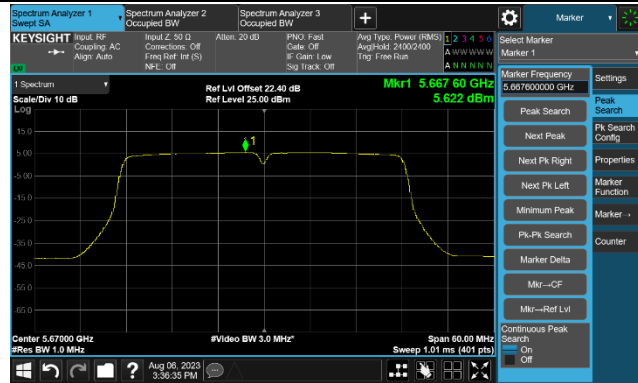 Spectrum Analyzer 1
Swept SA
Spectrum Analyzer 2
Occupied BW
Spectrum Analyzer 3
Occupied BW
Marker
KEYSIGHT
Input: RF
Coupling: AC
Align: Auto
Input Z: 50 Ω
Corrections: Off
Freq Ref: Int (S)
NFE: Off
Atten: 20 dB
PNO: Fast
Gate: Off
IF Gain: Low
Sig Track: Off
Avg Type: Power (RMS)
Avg|Hold: 2400/2400
Trig: Free Run
1 2 3 4 5 6
A W W W W W
A N N N N N
Select Marker
Marker 1
1 Spectrum
Scale/Div 10 dB
Log
Ref Lvl Offset 22.40 dB
Ref Level 25.00 dBm
Mkr1 5.667 60 GHz
5.622 dBm
15.0
5.00
-5.00
-15.0
-25.0
-35.0
-45.0
-55.0
-65.0
1
Center 5.67000 GHz
#Res BW 1.0 MHz
#Video BW 3.0 MHz*
Span 60.00 MHz
Sweep 1.01 ms (401 pts)
Marker Frequency
5.667600000 GHz
Peak Search
Next Peak
Next Pk Right
Next Pk Left
Minimum Peak
Pk-Pk Search
Marker Delta
Mkr→CF
Mkr→Ref Lvl
Continuous Peak
Search
On
Off
Settings
Peak
Search
Pk Search
Config
Properties
Marker
Function
Marker→
Counter
Aug 06, 2023
3:36:35 PM